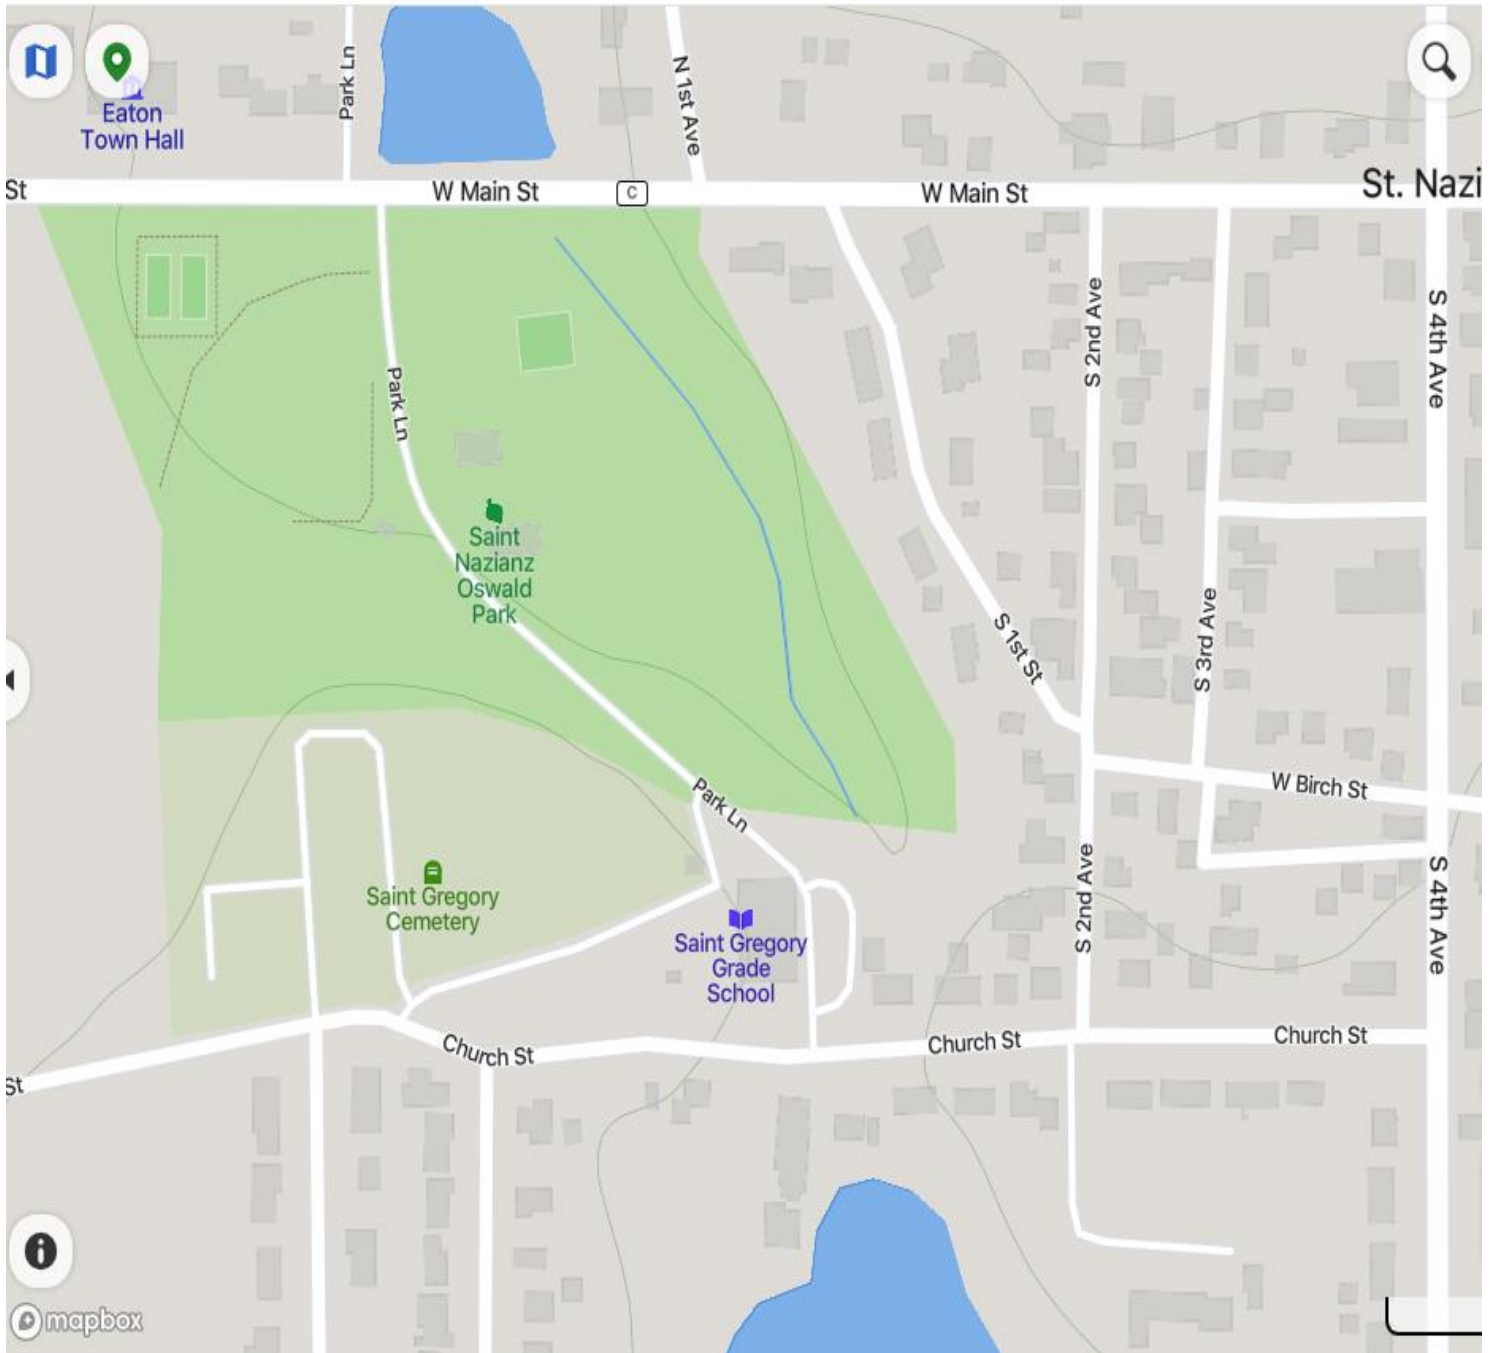 Park Ln
N 1st Ave
Eaton
Town Hall
St
W Main St
C
W Main St
St. Nazi
S 2nd Ave
S 4th Ave
Park Ln
Saint
Nazianz
Oswald
Park
S 1st St
S 3rd Ave
Park Ln
W Birch St
Saint Gregory
Cemetery
S 2nd Ave
S 4th Ave
Saint Gregory
Grade
School
Church St
Church St
Church St
St
mapbox